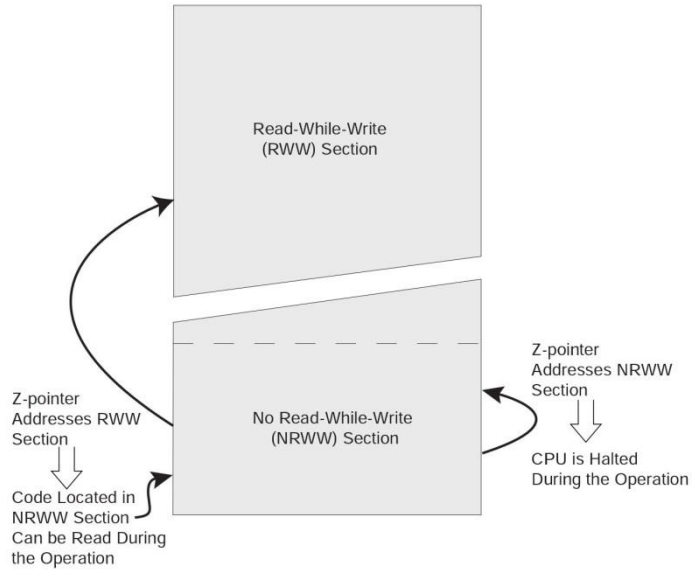 Read-While-Write
(RWW) Section
Z-pointer
Addresses NRWW
Section
Z-pointer
Addresses RWW
Section
No Read-While-Write
(NRWW) Section
CPU is Halted
During the Operation
Code Located in
NRWW Section
Can be Read During
the Operation